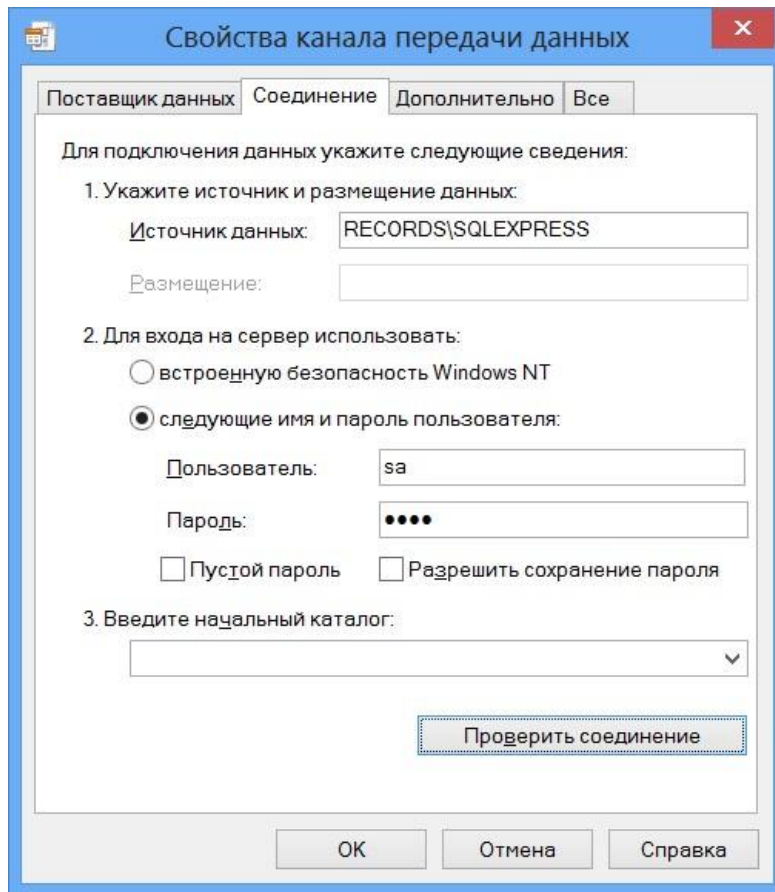 Свойства канала передачи данных
Поставщик данных Соединение Дополнительно Все
Для подключения данных укажите следующие сведения:
1. Укажите источник и размещение данных:
Источник данных: RECORDS\SQLEXPRESS
Размещение:
2. Для входа на сервер использовать:
встроенную безопасность Windows NT
следующие имя и пароль пользователя:
Пользователь: sa
Пароль: ●●●●
Пустой пароль Разрешить сохранение пароля
3. Введите начальный каталог:
Проверить соединение
OK Отмена Справка